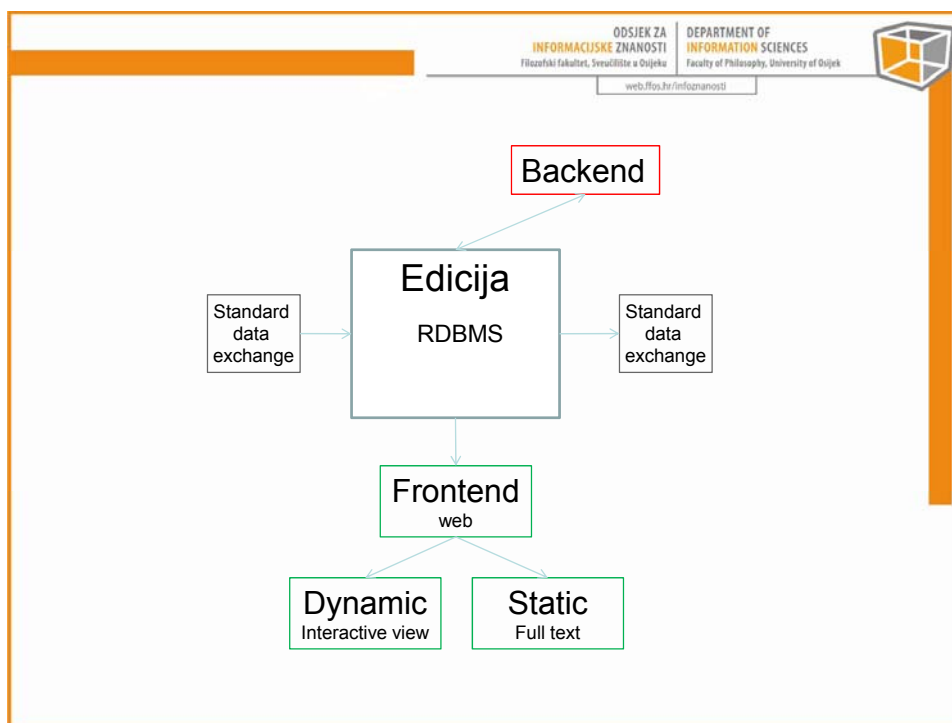 ODSJEK ZA
INFORMACIJSKE ZNANOSTI
Filozofski fakultet, Sveučilište u Osijeku
DEPARTMENT OF
INFORMATION SCIENCES
Faculty of Philosophy, University of Osijek
web.ffos.hr/infoznanosti
Backend
Edicija
RDBMS
Standard
data
exchange
Standard
data
exchange
Frontend
web
Dynamic
Interactive view
Static
Full text